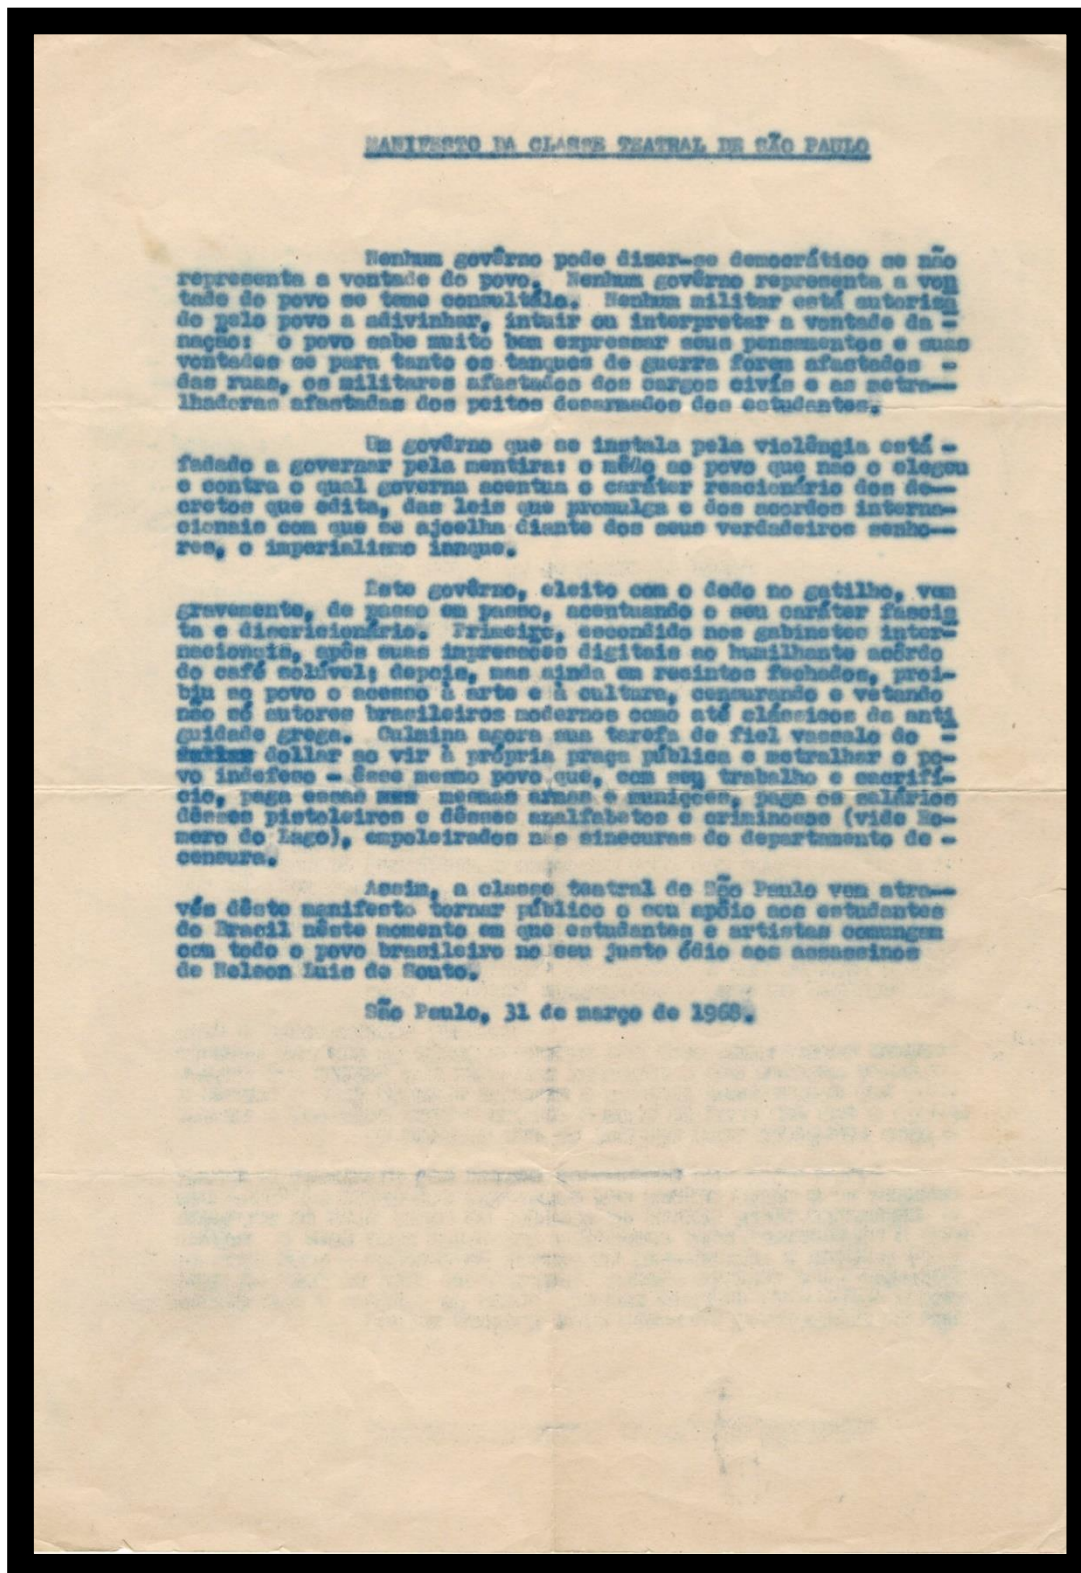 MANIFESTO DA CLASSE TEATRAL DE SÃO PAULO
Nenhum govêrno pode dizer-se democrático se não
representa a vontade do povo. Nenhum govêrno representa a von
tade do povo se teme consultálo. Nenhum militar está autoriza
do pelo povo a adivinhar, intuir ou interpretar a vontade da -
nação: o povo sabe muito bem expressar seus pensamentos e suas
vontades se para tanto os tanques de guerra forem afastados -
das ruas, os militares afastados dos cargos civís e as metra-
lhadoras afastadas dos peitos desarmados dos estudantes.
Um govêrno que se instala pela violência está -
fadado a governar pela mentira: o mêdo ao povo que não o elegeu
e contra o qual governa acentua o caráter reacionário dos de-
cretos que edita, das leis que promulga e dos acordos interna-
cionais com que se ajoelha diante dos seus verdadeiros senho-
res, o imperialismo ianque.
Este govêrno, eleito com o dedo no gatilho, vem
gravemente, de passo em passo, acentuando o seu caráter fascis
ta e discricionário. Primeiro, escondido nos gabinetes inter-
nacionais, apôs suas impressões digitais ao humilhante acôrdo
do café solúvel; depois, mas ainda em recintos fechados, proi-
biu ao povo o acesso à arte e à cultura, censurando e vetando
não só autores brasileiros modernos como até clássicos da anti
guidade grega. Culmina agora sua tarefa de fiel vassalo do -
dollar ao vir à própria praça pública e metralhar o po-
vo indefeso - êsse mesmo povo que, com seu trabalho e sacrifí-
cio, paga essas mesmas armas e munições, paga os salários
dêsses pistoleiros e dêsses analfabetos e criminosos (vide Ro-
mero do Lago), empoleirados nas sinecuras do departamento de -
censura.
Assim, a classe teatral de São Paulo vem atra-
vés dêste manifesto tornar público o seu apôio aos estudantes
do Brasil nêste momento em que estudantes e artistas comungam
com todo o povo brasileiro no seu justo ódio aos assassinos
de Nelson Luis de Souto.
São Paulo, 31 de março de 1968.